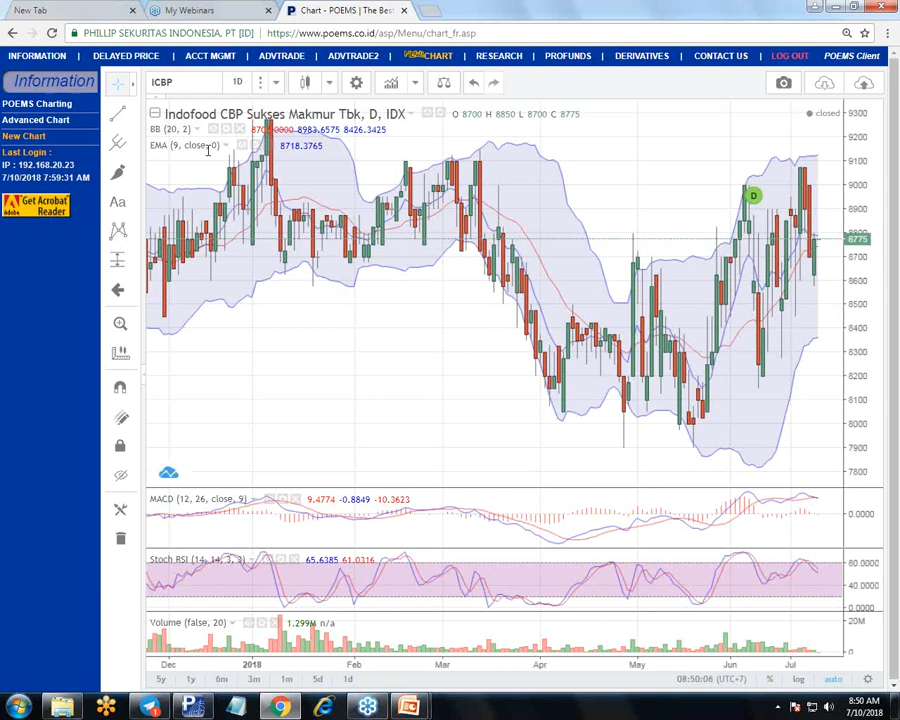 New Tab
My Webinars
Chart - POEMS | The Bes
PHILLIP SEKURITAS INDONESIA, PT [ID]
https://www.poems.co.id/asp/Menu/chart_fr.asp
INFORMATION
DELAYED PRICE
ACCT MGMT
ADVTRADE
ADVTRADE2
CHART
RESEARCH
PROFUNDS
DERIVATIVES
CONTACT US
LOG OUT
POEMS Client
Information
POEMS Charting
Advanced Chart
New Chart
Last Login :
IP : 192.168.20.23
7/10/2018 7:59:31 AM
Get Acrobat
Reader
Adobe
ICBP
1D
Indofood CBP Sukses Makmur Tbk, D, IDX
O 8700 H 8850 L 8700 C 8775
closed
BB (20, 2)
8983.6575 8426.3425
EMA (9, close, 0)
8718.3765
Aa
D
9300
9200
9100
9000
8900
8775
8700
8600
8500
8400
8300
8200
8100
8000
7900
7800
MACD (12, 26, close, 9)
9.4774 -0.8849 -10.3623
0.0000
Stoch RSI (14, 14, 3, 3)
65.6385 61.0316
80.0000
40.0000
0.0000
Volume (false, 20)
1.299M n/a
20M
0
Dec
2018
Feb
Mar
Apr
May
Jun
Jul
5y
1y
6m
3m
1m
5d
1d
08:50:06 (UTC+7)
%
log
auto
8:50 AM
7/10/2018